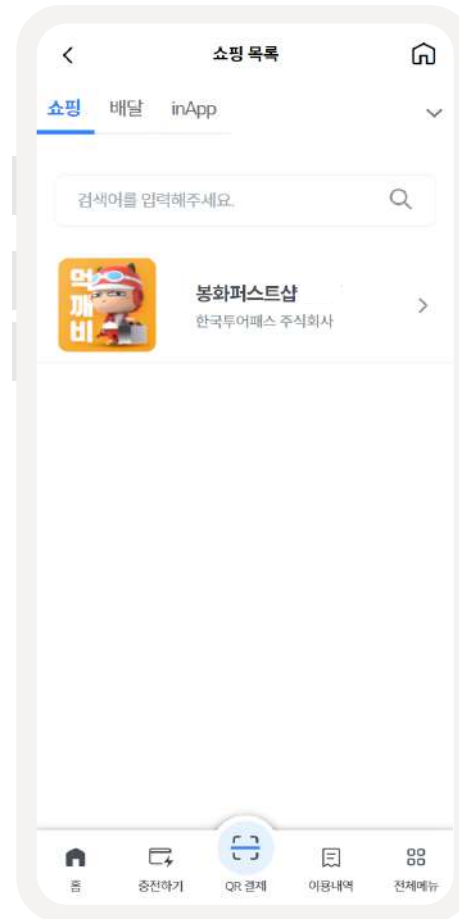 쇼핑 목록
쇼핑 배달 inApp
검색어를 입력해주세요.
먹
깨
비
봉화퍼스트샵
한국투어패스 주식회사
홈 충전하기 QR 결제 이용내역 전체메뉴